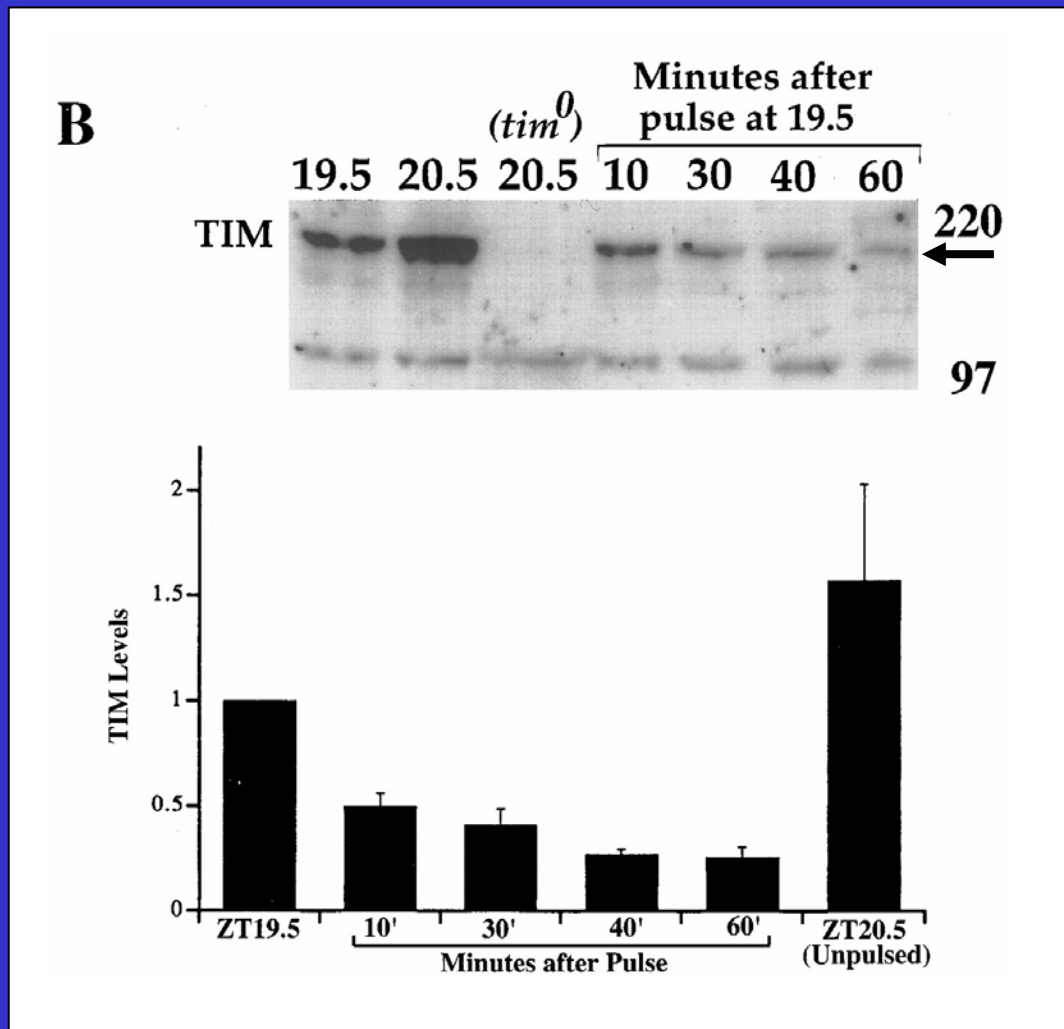 B
(tim⁰)
Minutes after
pulse at 19.5
19.5 20.5 20.5 10 30 40 60
TIM
220
97
TIM Levels
2
1.5
1
0.5
0
ZT19.5 10' 30' 40' 60' ZT20.5
(Unpulsed)
Minutes after Pulse